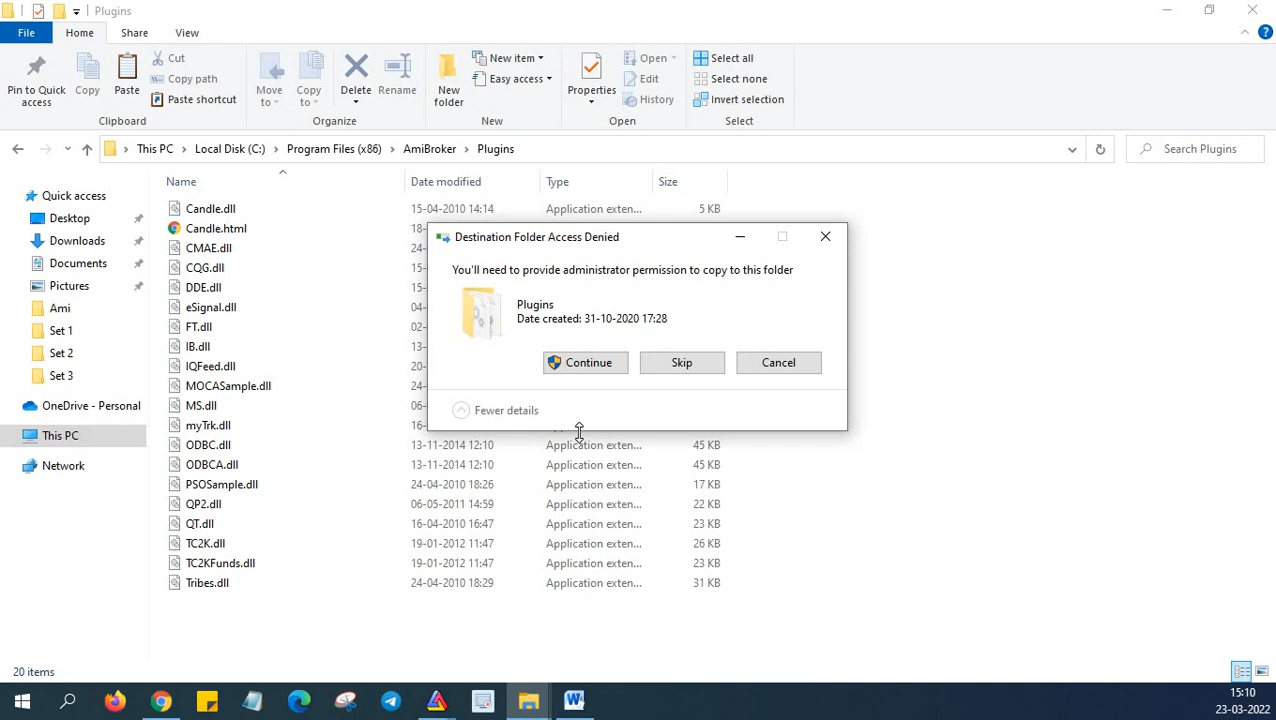 Plugins
File Home Share View
Pin to Quick access
Copy
Paste
Cut
Copy path
Paste shortcut
Clipboard
Move to
Copy to
Delete
Rename
Organize
New folder
New item
Easy access
New
Properties
Open
Edit
History
Open
Select all
Select none
Invert selection
Select
This PC > Local Disk (C:) > Program Files (x86) > AmiBroker > Plugins
Search Plugins
Quick access
Desktop
Downloads
Documents
Pictures
Ami
Set 1
Set 2
Set 3
OneDrive - Personal
This PC
Network
Name Date modified Type Size
Candle.dll 15-04-2010 14:14 Application exten... 5 KB
Candle.html 18-
CMAE.dll 24-
CQG.dll 15-
DDE.dll 15-
eSignal.dll 04-
FT.dll 02-
IB.dll
IQFeed.dll 20-
MOCASample.dll 24-
MS.dll 06-
myTrk.dll 16-
ODBC.dll 13-11-2014 12:10 Application exten... 45 KB
ODBCA.dll 13-11-2014 12:10 Application exten... 45 KB
PSOSample.dll 24-04-2010 18:26 Application exten... 17 KB
QP2.dll 06-05-2011 14:59 Application exten... 22 KB
QT.dll 16-04-2010 16:47 Application exten... 23 KB
TC2K.dll 19-01-2012 11:47 Application exten... 26 KB
TC2KFunds.dll 19-01-2012 11:47 Application exten... 23 KB
Tribes.dll 24-04-2010 18:29 Application exten... 31 KB
Destination Folder Access Denied
You'll need to provide administrator permission to copy to this folder
Plugins
Date created: 31-10-2020 17:28
Continue Skip Cancel
Fewer details
20 items
15:10
23-03-2022